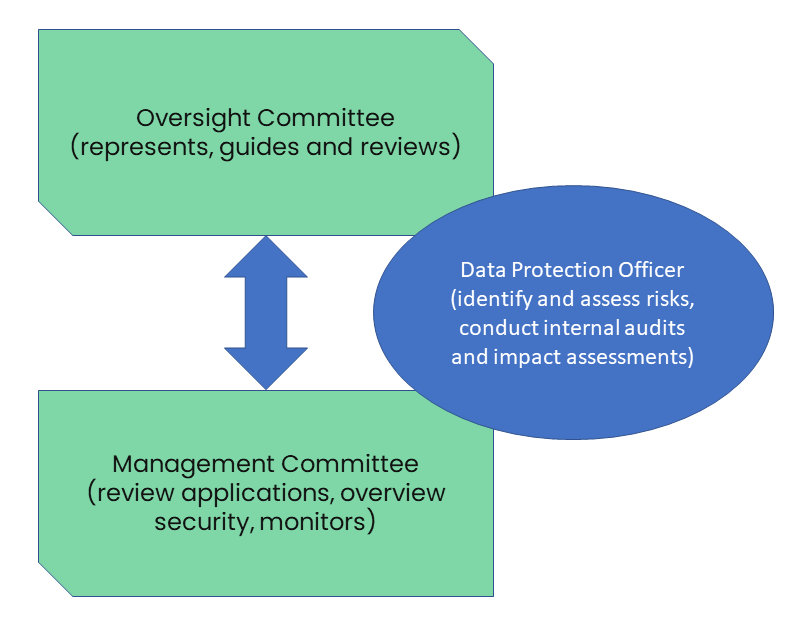 Oversight Committee
(represents, guides and reviews)
Data Protection Officer
(identify and assess risks,
conduct internal audits
and impact assessments)
Management Committee
(review applications, overview
security, monitors)